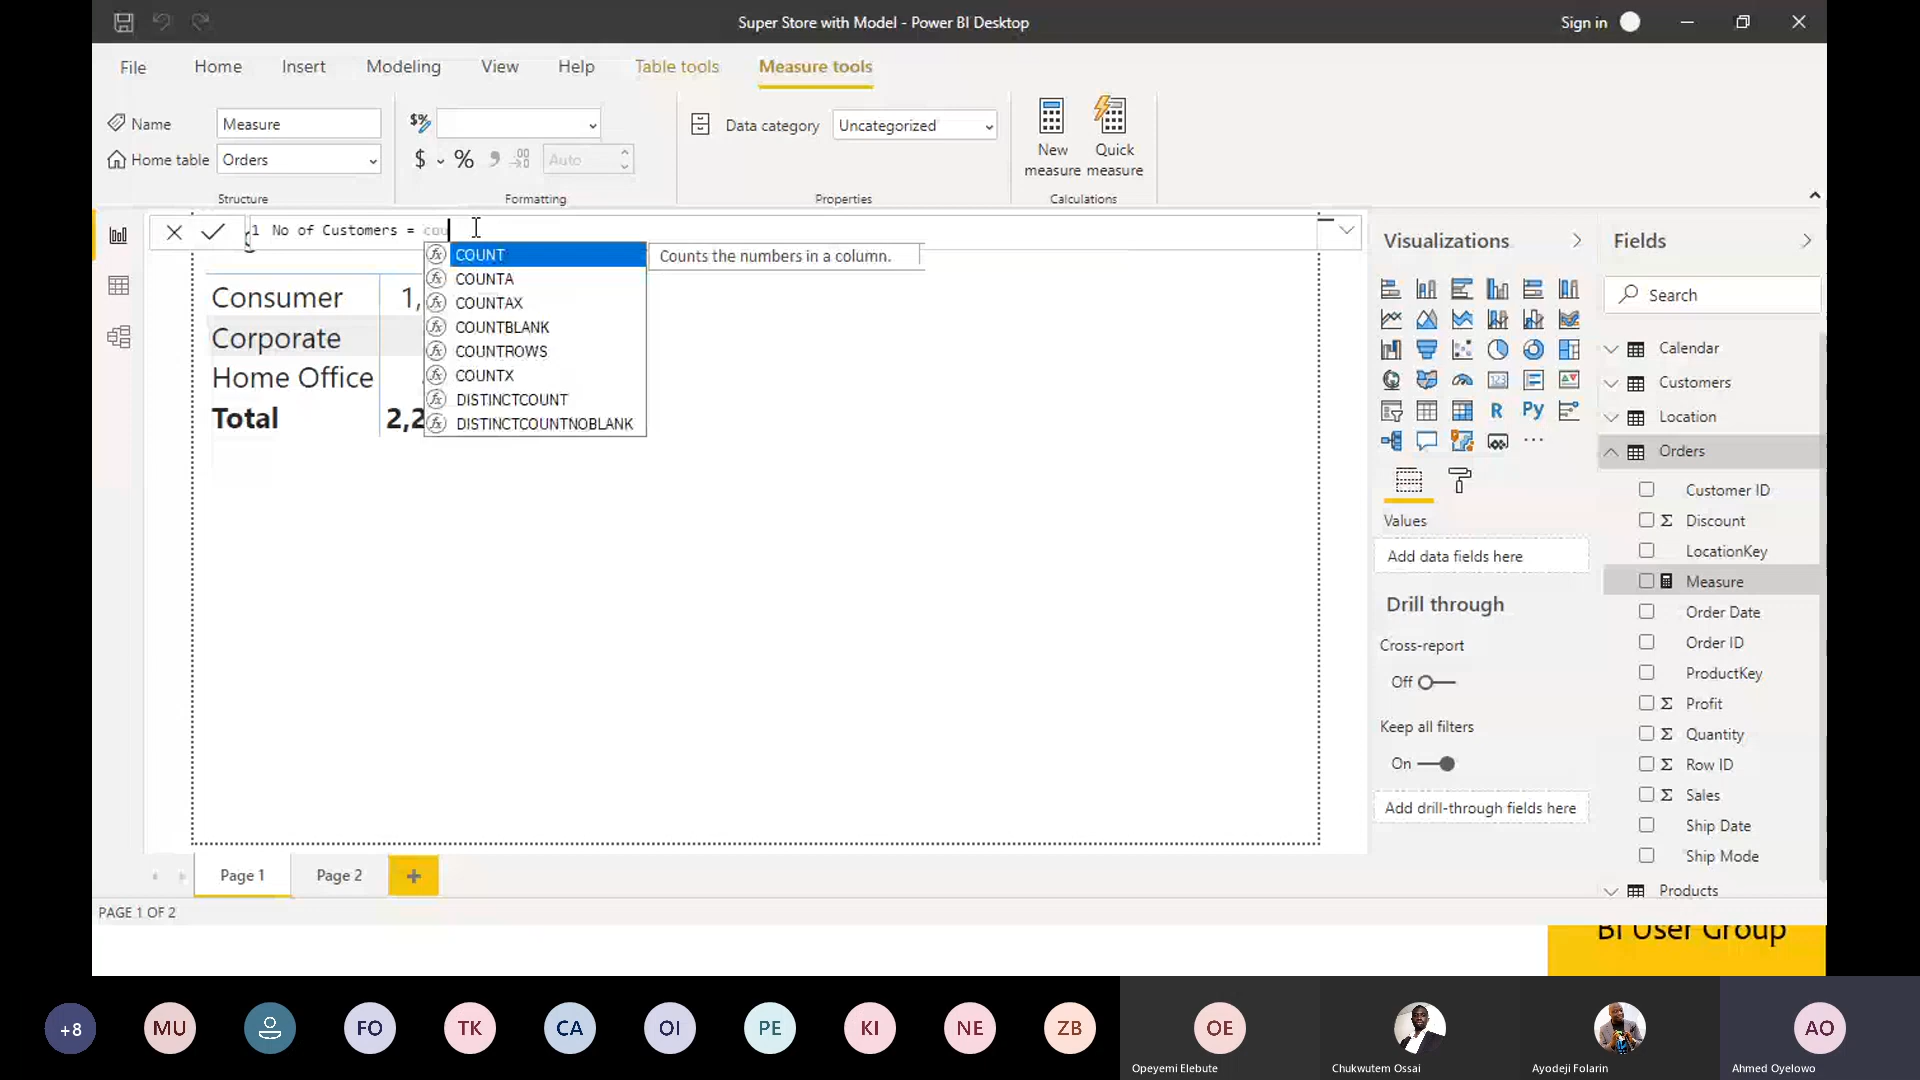 Super Store with Model - Power BI Desktop
Sign in
File Home Insert Modeling View Help Table tools Measure tools
Name Measure
Home table Orders
Structure
$ % 9 Auto
Formatting
Data category Uncategorized
Properties
New measure
Quick measure
Calculations
1 No of Customers = cou
COUNT
Counts the numbers in a column.
COUNTA
COUNTAX
COUNTBLANK
COUNTROWS
COUNTX
DISTINCTCOUNT
DISTINCTCOUNTNOBLANK
Consumer 1,
Corporate
Home Office
Total 2,2
Visualizations
R Py
123
Values
Add data fields here
Drill through
Cross-report
Off
Keep all filters
On
Add drill-through fields here
Fields
Search
Calendar
Customers
Location
Orders
Customer ID
Σ Discount
LocationKey
Measure
Order Date
Order ID
ProductKey
Σ Profit
Σ Quantity
Σ Row ID
Σ Sales
Ship Date
Ship Mode
Products
Page 1 Page 2 +
PAGE 1 OF 2
BI User Group
+8 MU FO TK CA OI PE KI NE ZB OE AO
Opeyemi Elebute Chukwutem Ossai Ayodeji Folarin Ahmed Oyelowo